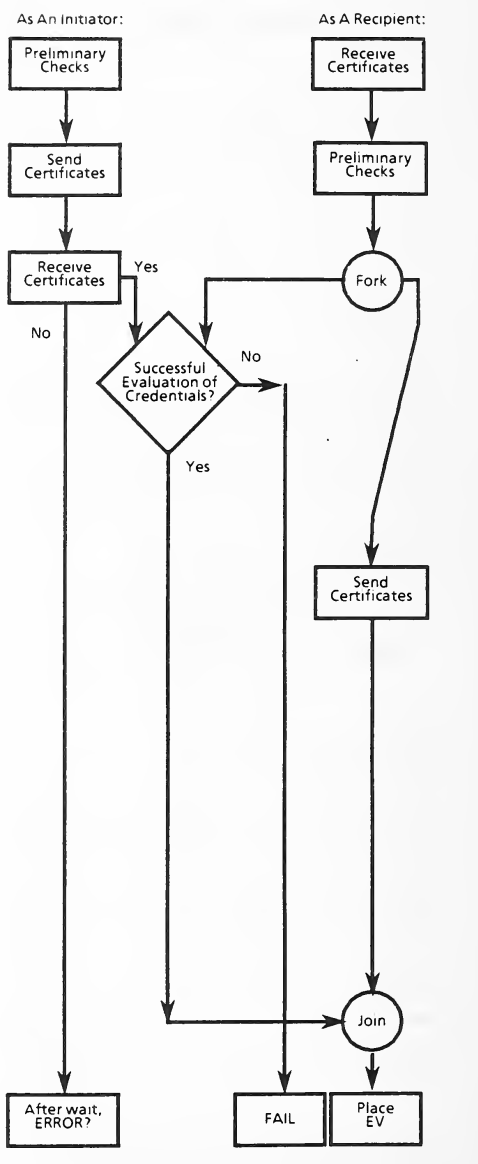 As An Initiator:
As A Recipient:
Preliminary
Checks
Receive
Certificates
Send
Certificates
Preliminary
Checks
Receive
Certificates
Yes
Fork
No
Successful
Evaluation of
Credentials?
No
Yes
Send
Certificates
Join
After wait,
ERROR?
FAIL
Place
EV